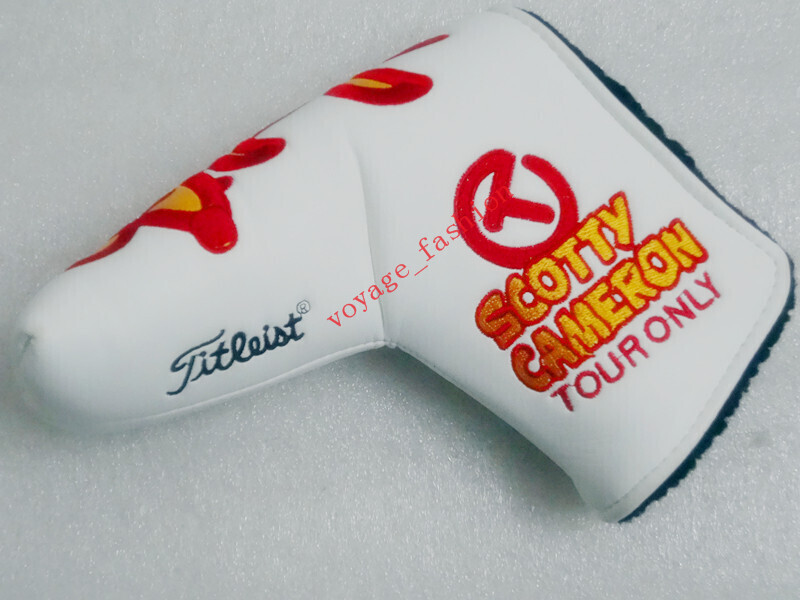 Titleist®
voyage_fashion
T
SCOTTY
CAMERON
TOUR ONLY